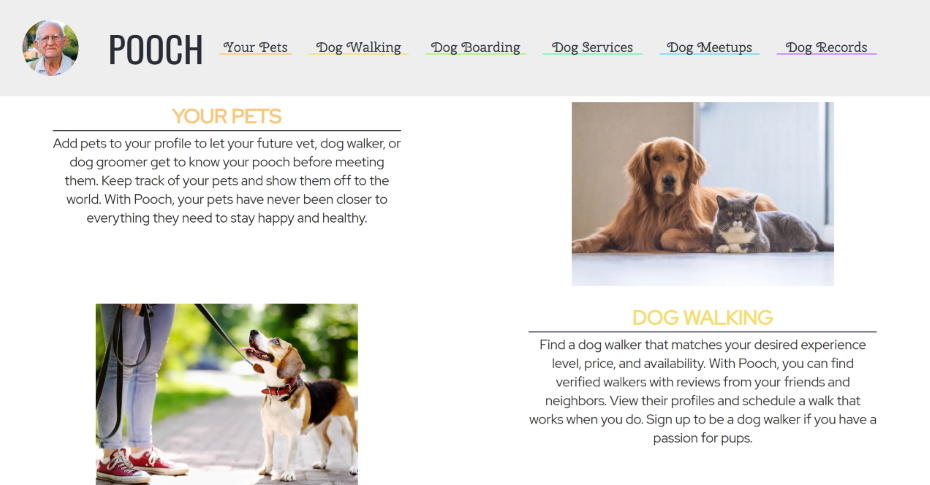 POOCH
Your Pets
Dog Walking
Dog Boarding
Dog Services
Dog Meetups
Dog Records
YOUR PETS
Add pets to your profile to let your future vet, dog walker, or
dog groomer get to know your pooch before meeting
them. Keep track of your pets and show them off to the
world. With Pooch, your pets have never been closer to
everything they need to stay happy and healthy.
DOG WALKING
Find a dog walker that matches your desired experience
level, price, and availability. With Pooch, you can find
verified walkers with reviews from your friends and
neighbors. View their profiles and schedule a walk that
works when you do. Sign up to be a dog walker if you have a
passion for pups.